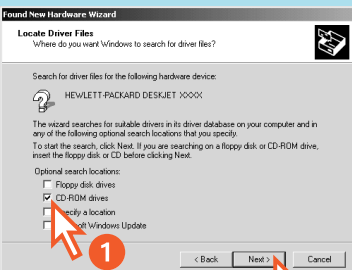 Found New Hardware Wizard
Locate Driver Files
Where do you want Windows to search for driver files?
Search for driver files for the following hardware device:
HEWLETT-PACKARD DESKJET XXXX
The wizard searches for suitable drivers in its driver database on your computer and in
any of the following optional search locations that you specify.
To start the search, click Next. If you are searching on a floppy disk or CD-ROM drive,
insert the floppy disk or CD before clicking Next.
Optional search locations:
Floppy disk drives
CD-ROM drives
a location
Windows Update
1
< Back Next > Cancel